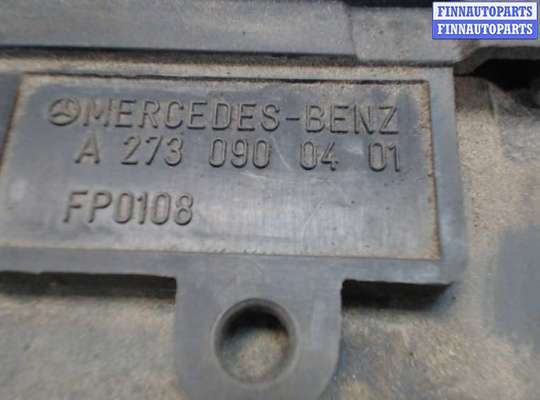 FINNAUTOPARTS
FINNAUTOPARTS
MERCEDES-BENZ
A 273 090 04 01
FP0108